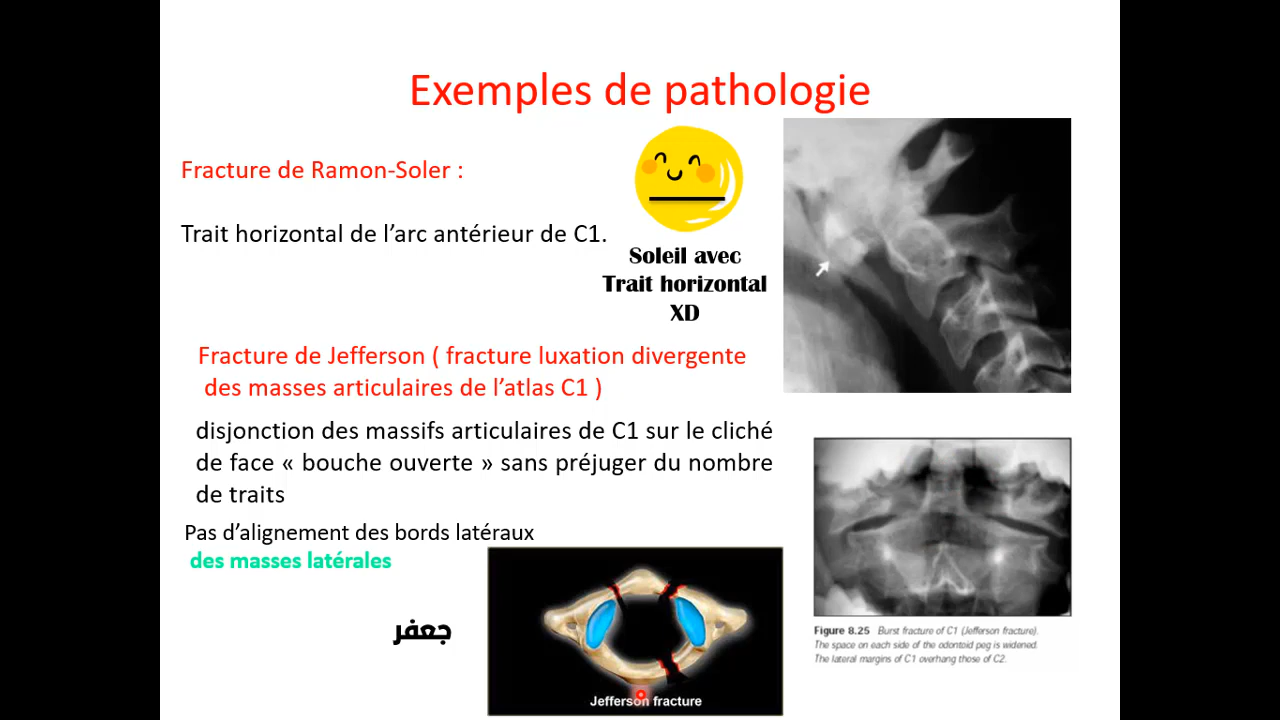 Exemples de pathologie
Fracture de Ramon-Soler :
Trait horizontal de l’arc antérieur de C1.
Soleil avec
Trait horizontal
XD
Fracture de Jefferson ( fracture luxation divergente
des masses articulaires de l’atlas C1 )
disjonction des massifs articulaires de C1 sur le cliché
de face « bouche ouverte » sans préjuger du nombre
de traits
Pas d’alignement des bords latéraux
des masses latérales
جعفر
Jefferson fracture
Figure 8.25 Burst fracture of C1 (Jefferson fracture).
The space on each side of the odontoid peg is widened.
The lateral margins of C1 overhang those of C2.